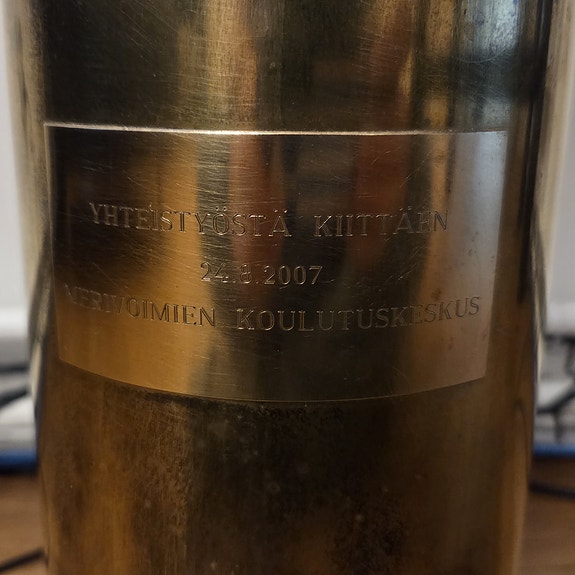 YHTEISTYÖSTÄ KIITTÄEN
24.8.2007
MERIVOIMIEN KOULUTUSKESKUS